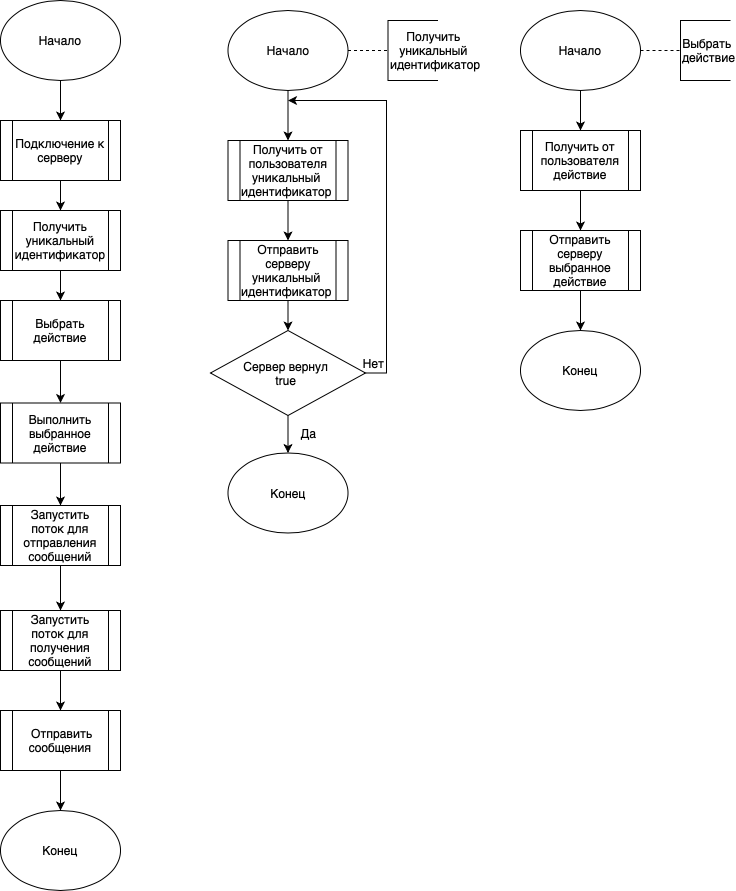 Начало
Подключение к
серверу
Получить
уникальный
идентификатор
Выбрать
действие
Выполнить
выбранное
действие
Запустить
поток для
отправления
сообщений
Запустить
поток для
получения
сообщений
Отправить
сообщения
Конец
Начало
Получить
уникальный
идентификатор
Получить от
пользователя
уникальный
идентификатор
Отправить
серверу
уникальный
идентификатор
Сервер вернул
true
Нет
Да
Конец
Начало
Выбрать
действие
Получить от
пользователя
действие
Отправить
серверу
выбранное
действие
Конец